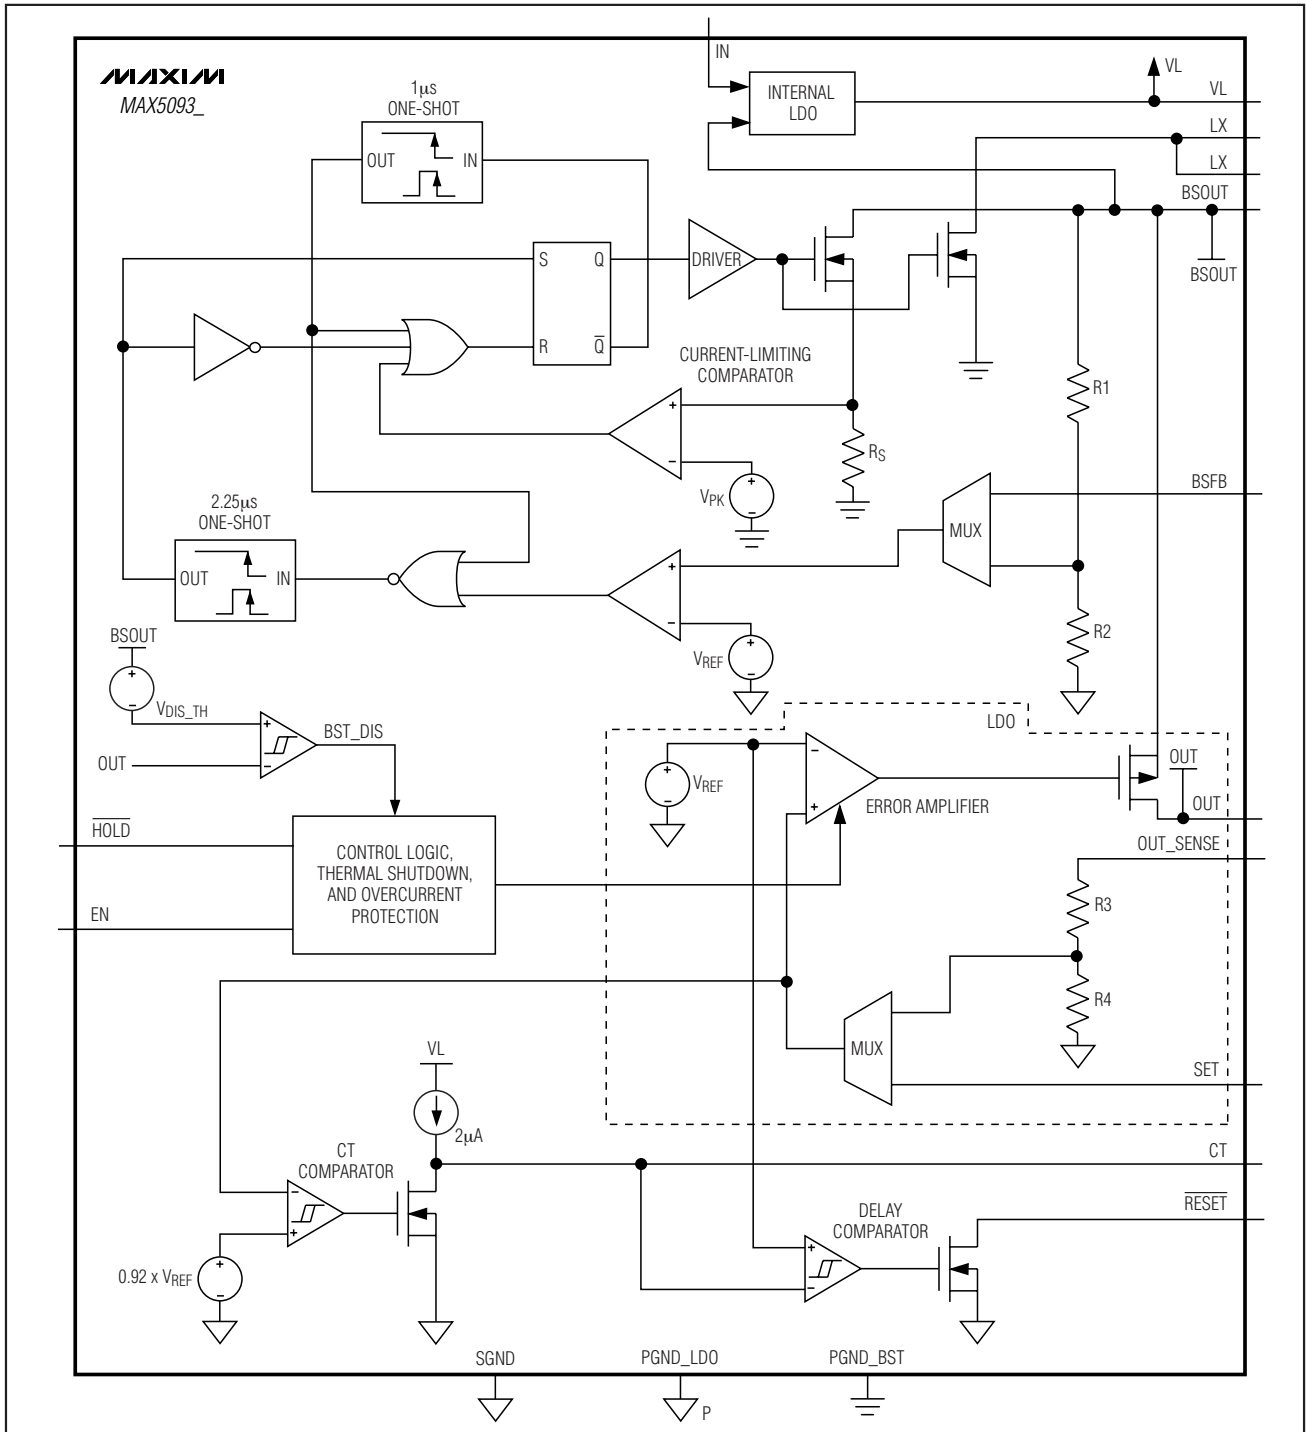 MAXIM
MAX5093_
IN
INTERNAL
LDO
VL
VL
LX
LX
BSOUT
BSOUT
1µs
ONE-SHOT
OUT
IN
S
Q
R
Q̅
DRIVER
CURRENT-LIMITING
COMPARATOR
+
−
RS
VPK
+
−
R1
BSFB
MUX
R2
2.25µs
ONE-SHOT
OUT
IN
+
−
VREF
+
−
BSOUT
+
−
VDIS_TH
OUT
+
−
BST_DIS
HOLD
EN
CONTROL LOGIC,
THERMAL SHUTDOWN,
AND OVERCURRENT
PROTECTION
LDO
VREF
+
−
−
+
ERROR AMPLIFIER
OUT
OUT
OUT_SENSE
R3
R4
MUX
SET
VL
2µA
CT
CT
COMPARATOR
−
+
0.92 x VREF
+
−
DELAY
COMPARATOR
+
−
RESET
SGND
PGND_LDO
P
PGND_BST